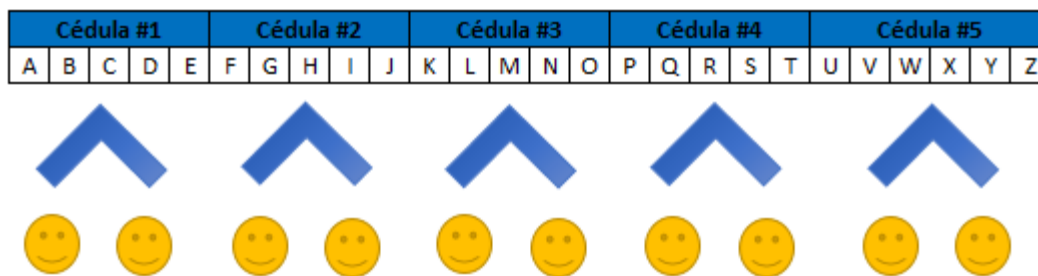 Cédula #1 Cédula #2 Cédula #3 Cédula #4 Cédula #5
A B C D E F G H I J K L M N O P Q R S T U V W X Y Z